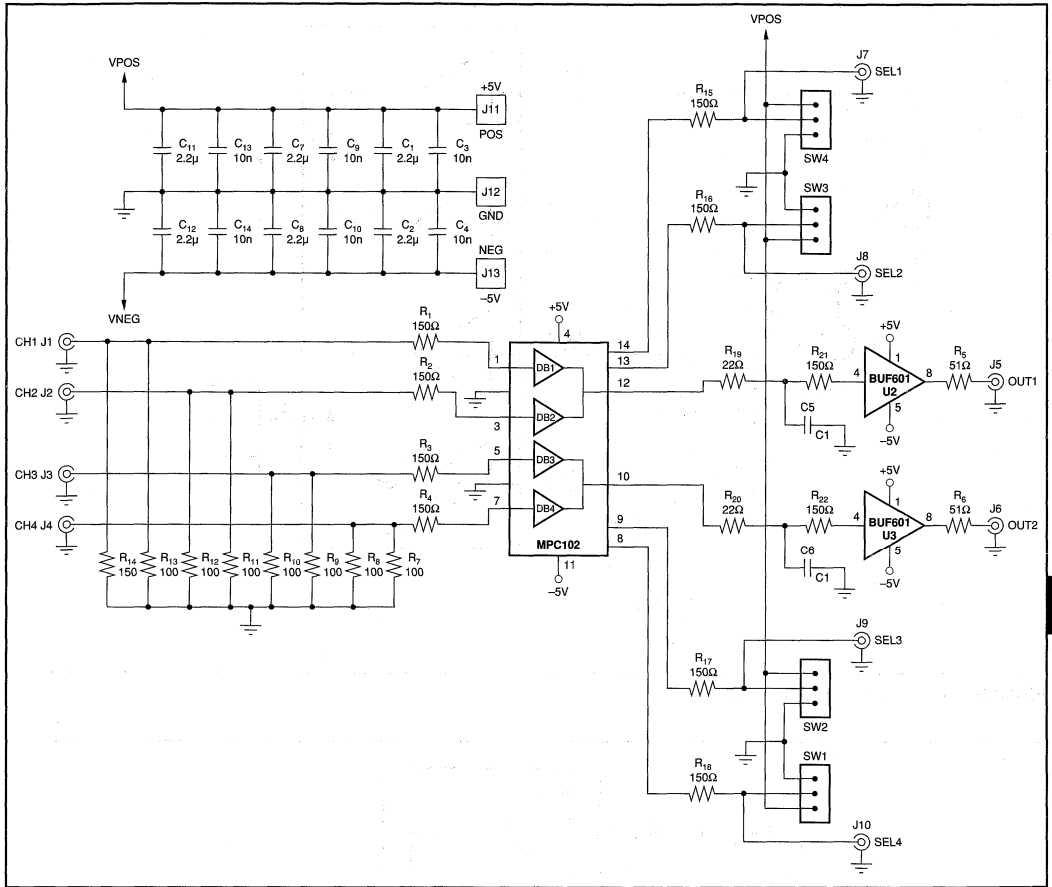 VPOS
VPOS
+5V
J11
POS
C11
2.2µ
C13
10n
C7
2.2µ
C9
10n
C1
2.2µ
C3
10n
J12
GND
C12
2.2µ
C14
10n
C8
2.2µ
C10
10n
C2
2.2µ
C4
10n
NEG
J13
–5V
VNEG
J7
SEL1
R15
150Ω
SW4
SW3
R16
150Ω
J8
SEL2
CH1 J1
CH2 J2
CH3 J3
CH4 J4
R1
150Ω
R2
150Ω
R3
150Ω
R4
150Ω
R14
150
R13
100
R12
100
R11
100
R10
100
R9
100
R8
100
R7
100
+5V
4
1
3
5
7
DB1
DB2
DB3
DB4
MPC102
11
–5V
14
13
12
10
9
8
R19
22Ω
R21
150Ω
C5
C1
+5V
1
4
BUF601
U2
8
5
–5V
R5
51Ω
J5
OUT1
R20
22Ω
R22
150Ω
C6
C1
+5V
1
4
BUF601
U3
8
5
–5V
R6
51Ω
J6
OUT2
J9
SEL3
R17
150Ω
SW2
SW1
R18
150Ω
J10
SEL4